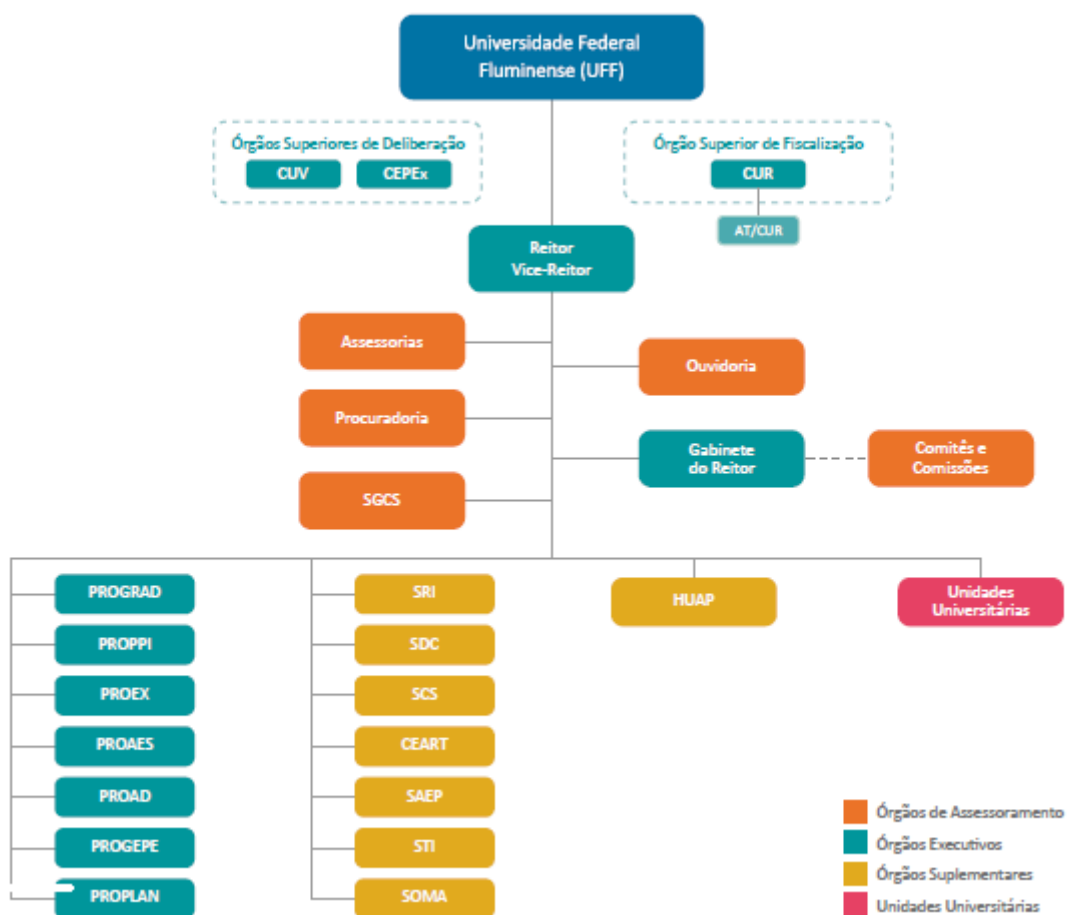 Universidade Federal
Fluminense (UFF)
Órgãos Superiores de Deliberação
CUV
CEPEx
Órgão Superior de Fiscalização
CUR
AT/CUR
Reitor
Vice-Reitor
Assessorias
Ouvidoria
Procuradoria
Gabinete
do Reitor
Comitês e
Comissões
SGCS
PROGRAD
PROPPI
PROEX
PROAES
PROAD
PROGEPE
PROPLAN
SRI
SDC
SCS
CEART
SAEP
STI
SOMA
HUAP
Unidades
Universitárias
Órgãos de Assessoramento
Órgãos Executivos
Órgãos Suplementares
Unidades Universitárias